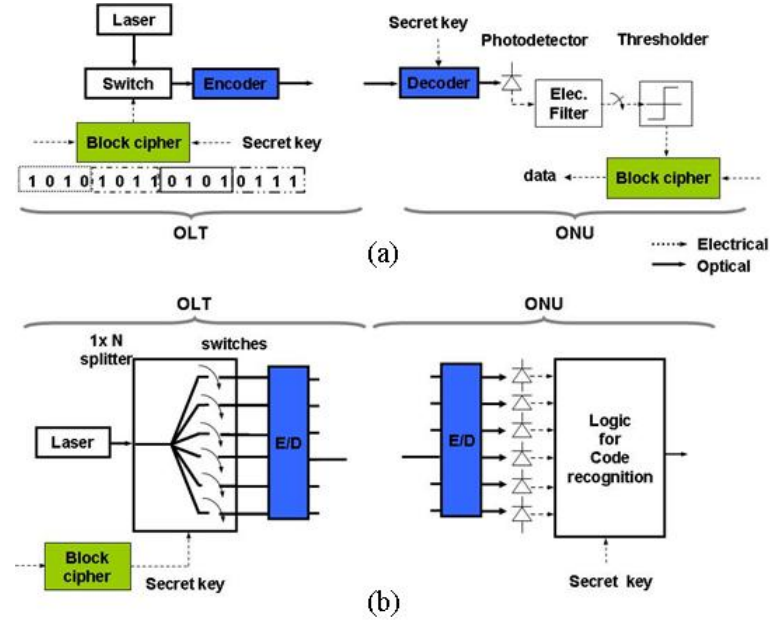 Laser
Switch
Encoder
Block cipher
Secret key
1 0 1 0 1 0 1 1 0 1 0 1 0 1 1 1
OLT
Secret key
Photodetector
Thresholder
Decoder
Elec.
Filter
data
Block cipher
ONU
Electrical
Optical
(a)
OLT
1x N
splitter
switches
Laser
E/D
Block
cipher
Secret key
ONU
E/D
Logic
for
Code
recognition
Secret key
(b)